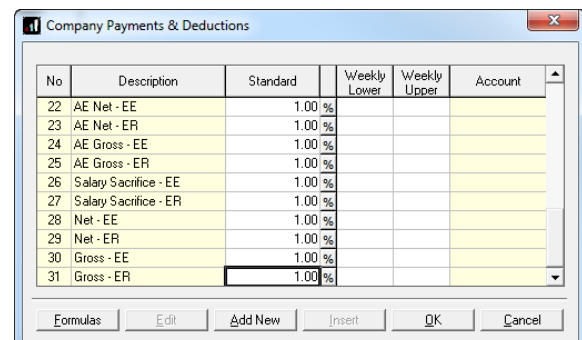 Company Payments & Deductions
No Description Standard Weekly Lower Weekly Upper Account
22 AE Net - EE 1.00 %
23 AE Net - ER 1.00 %
24 AE Gross - EE 1.00 %
25 AE Gross - ER 1.00 %
26 Salary Sacrifice - EE 1.00 %
27 Salary Sacrifice - ER 1.00 %
28 Net - EE 1.00 %
29 Net - ER 1.00 %
30 Gross - EE 1.00 %
31 Gross - ER 1.00 %
Formulas Edit Add New Insert OK Cancel